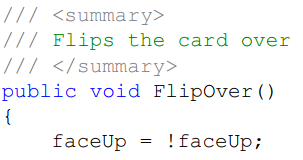 /// <summary>
/// Flips the card over
/// </summary>
public void FlipOver()
{
    faceUp = !faceUp;